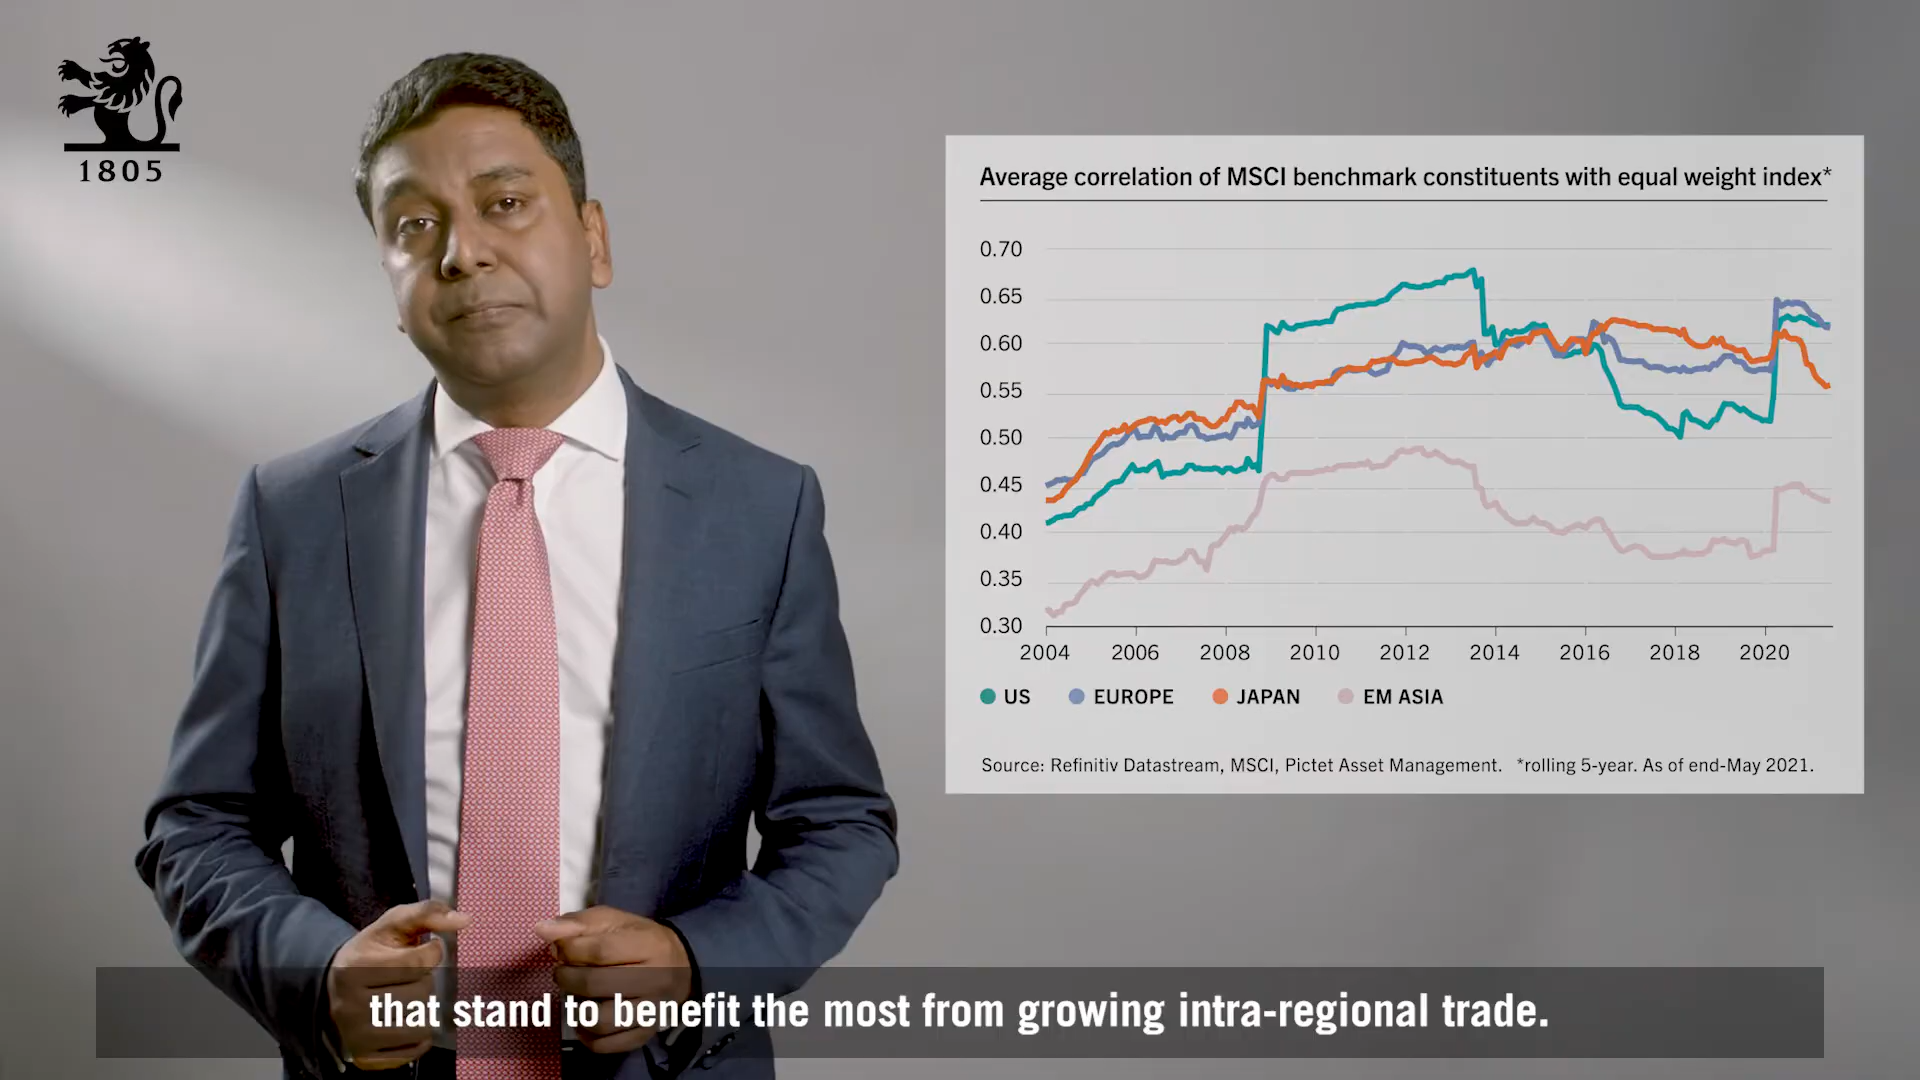 1805
Average correlation of MSCI benchmark constituents with equal weight index*
0.70
0.65
0.60
0.55
0.50
0.45
0.40
0.35
0.30
2004 2006 2008 2010 2012 2014 2016 2018 2020
US EUROPE JAPAN EM ASIA
Source: Refinitiv Datastream, MSCI, Pictet Asset Management. *rolling 5-year. As of end-May 2021.
that stand to benefit the most from growing intra-regional trade.